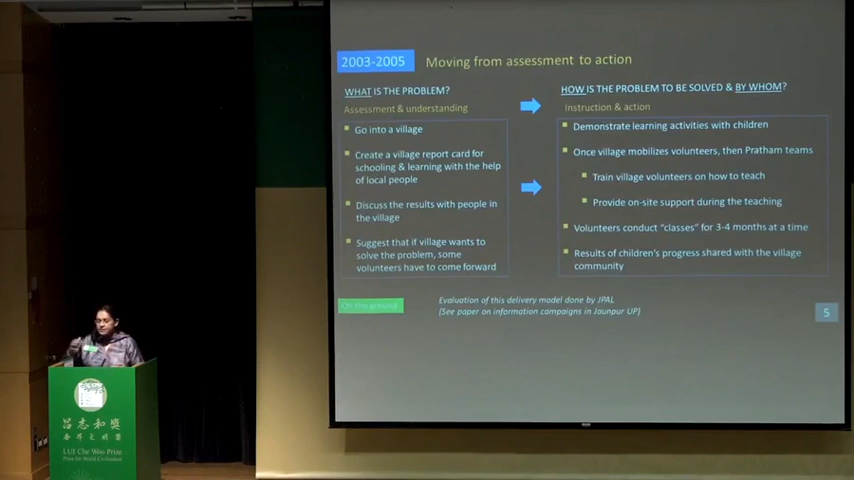 2003-2005
Moving from assessment to action
WHAT IS THE PROBLEM?
Assessment & understanding
Go into a village
Create a village report card for
schooling & learning with the help
of local people
Discuss the results with people in
the village
Suggest that if village wants to
solve the problem, some
volunteers have to come forward
HOW IS THE PROBLEM TO BE SOLVED & BY WHOM?
Instruction & action
Demonstrate learning activities with children
Once village mobilizes volunteers, then Pratham teams
Train village volunteers on how to teach
Provide on-site support during the teaching
Volunteers conduct "classes" for 3-4 months at a time
Results of children's progress shared with the village
community
On the ground
Evaluation of this delivery model done by JPAL
(See paper on information campaigns in Jaunpur UP)
5
呂志和獎
世界文明獎
LUI Che Woo Prize
Prize for World Civilisation